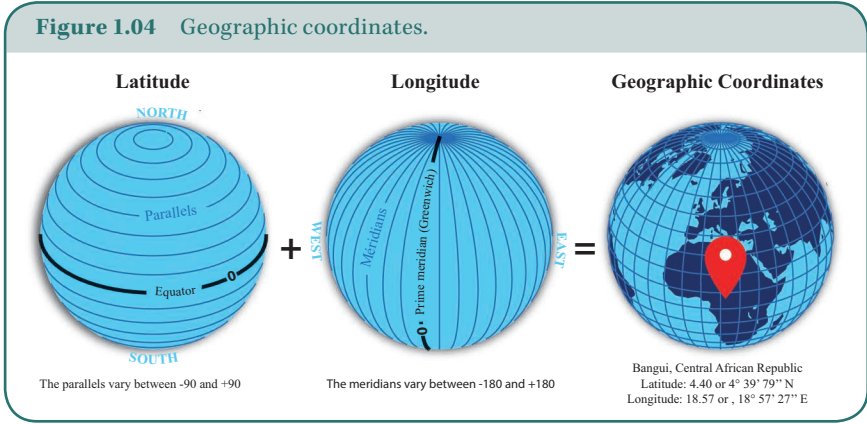 Figure 1.04 Geographic coordinates.
Latitude
NORTH
Parallels
Equator
0
SOUTH
The parallels vary between -90 and +90
+
Longitude
WEST
Méridians
0 Prime meridian (Greenwich)
EAST
The meridians vary between -180 and +180
=
Geographic Coordinates
Bangui, Central African Republic
Latitude: 4.40 or 4° 39’ 79’’ N
Longitude: 18.57 or , 18° 57’ 27’’ E